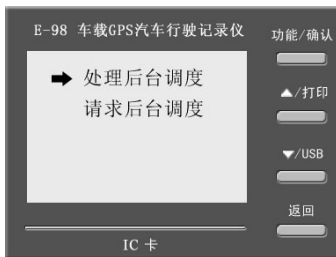 E-98 车载GPS汽车行驶记录仪
功能/确认
➡ 处理后台调度
▲/打印
请求后台调度
▼/USB
返回
IC 卡